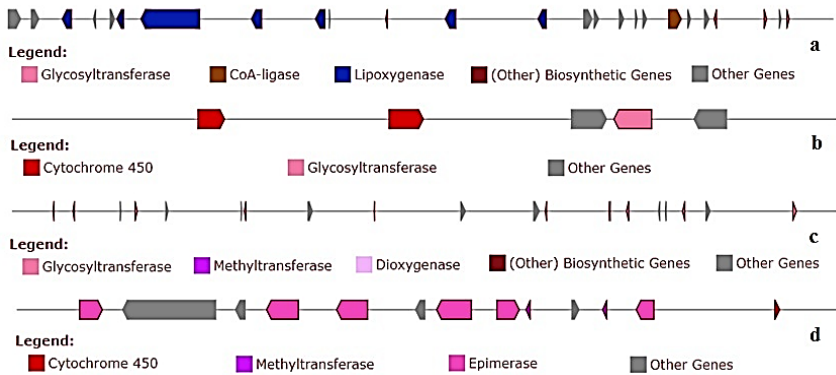 a
Legend:
Glycosyltransferase CoA-ligase Lipoxygenase (Other) Biosynthetic Genes Other Genes
b
Legend:
Cytochrome 450 Glycosyltransferase Other Genes
c
Legend:
Glycosyltransferase Methyltransferase Dioxygenase (Other) Biosynthetic Genes Other Genes
d
Legend:
Cytochrome 450 Methyltransferase Epimerase Other Genes